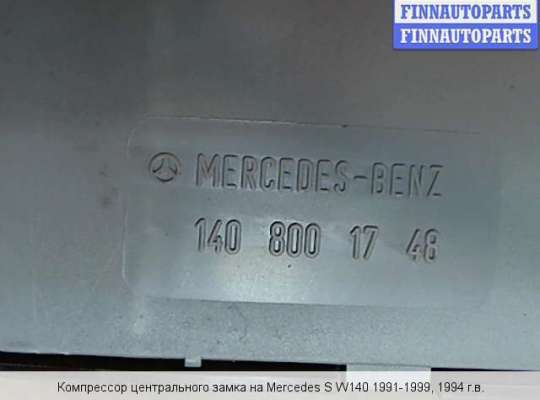 FINNAUTOPARTS
FINNAUTOPARTS
MERCEDES-BENZ
140 800 17 48
Компрессор центрального замка на Mercedes S W140 1991-1999, 1994 г.в.